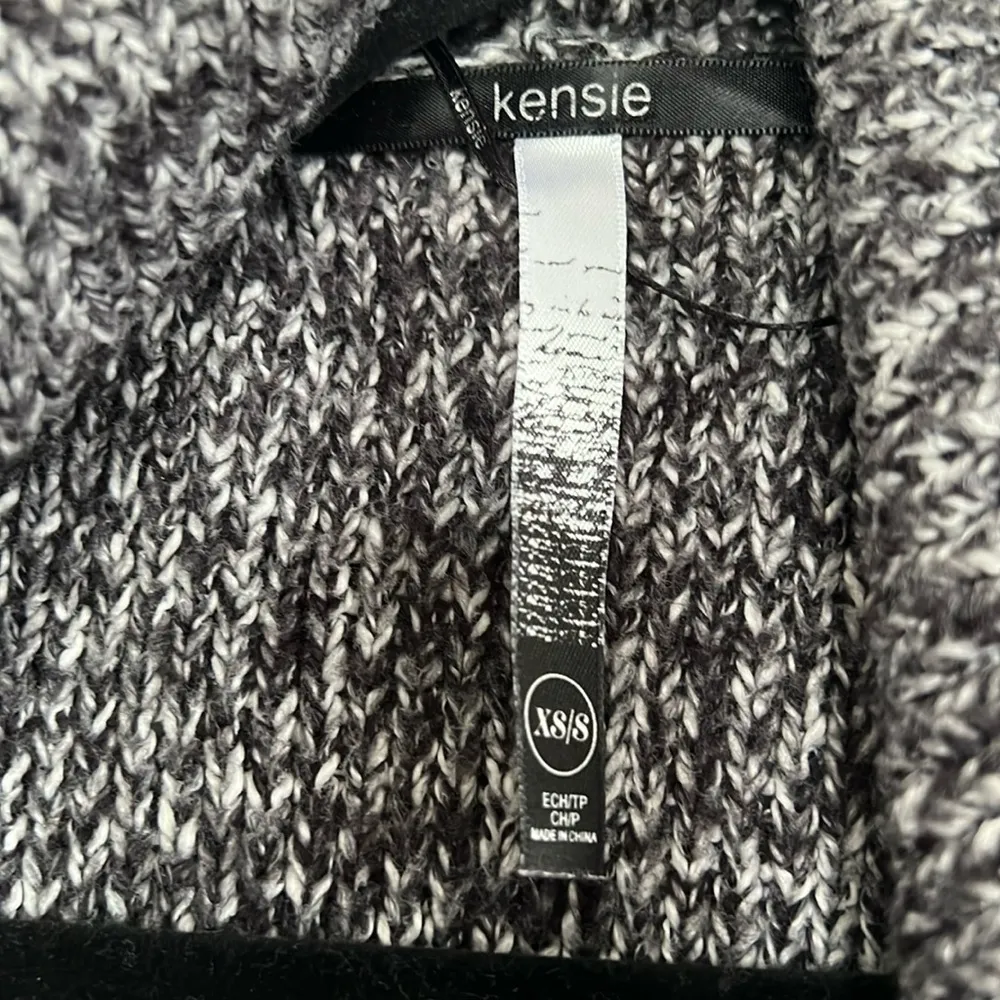 kensie
kensie
XS/S
ECH/TP
CH/P
MADE IN CHINA